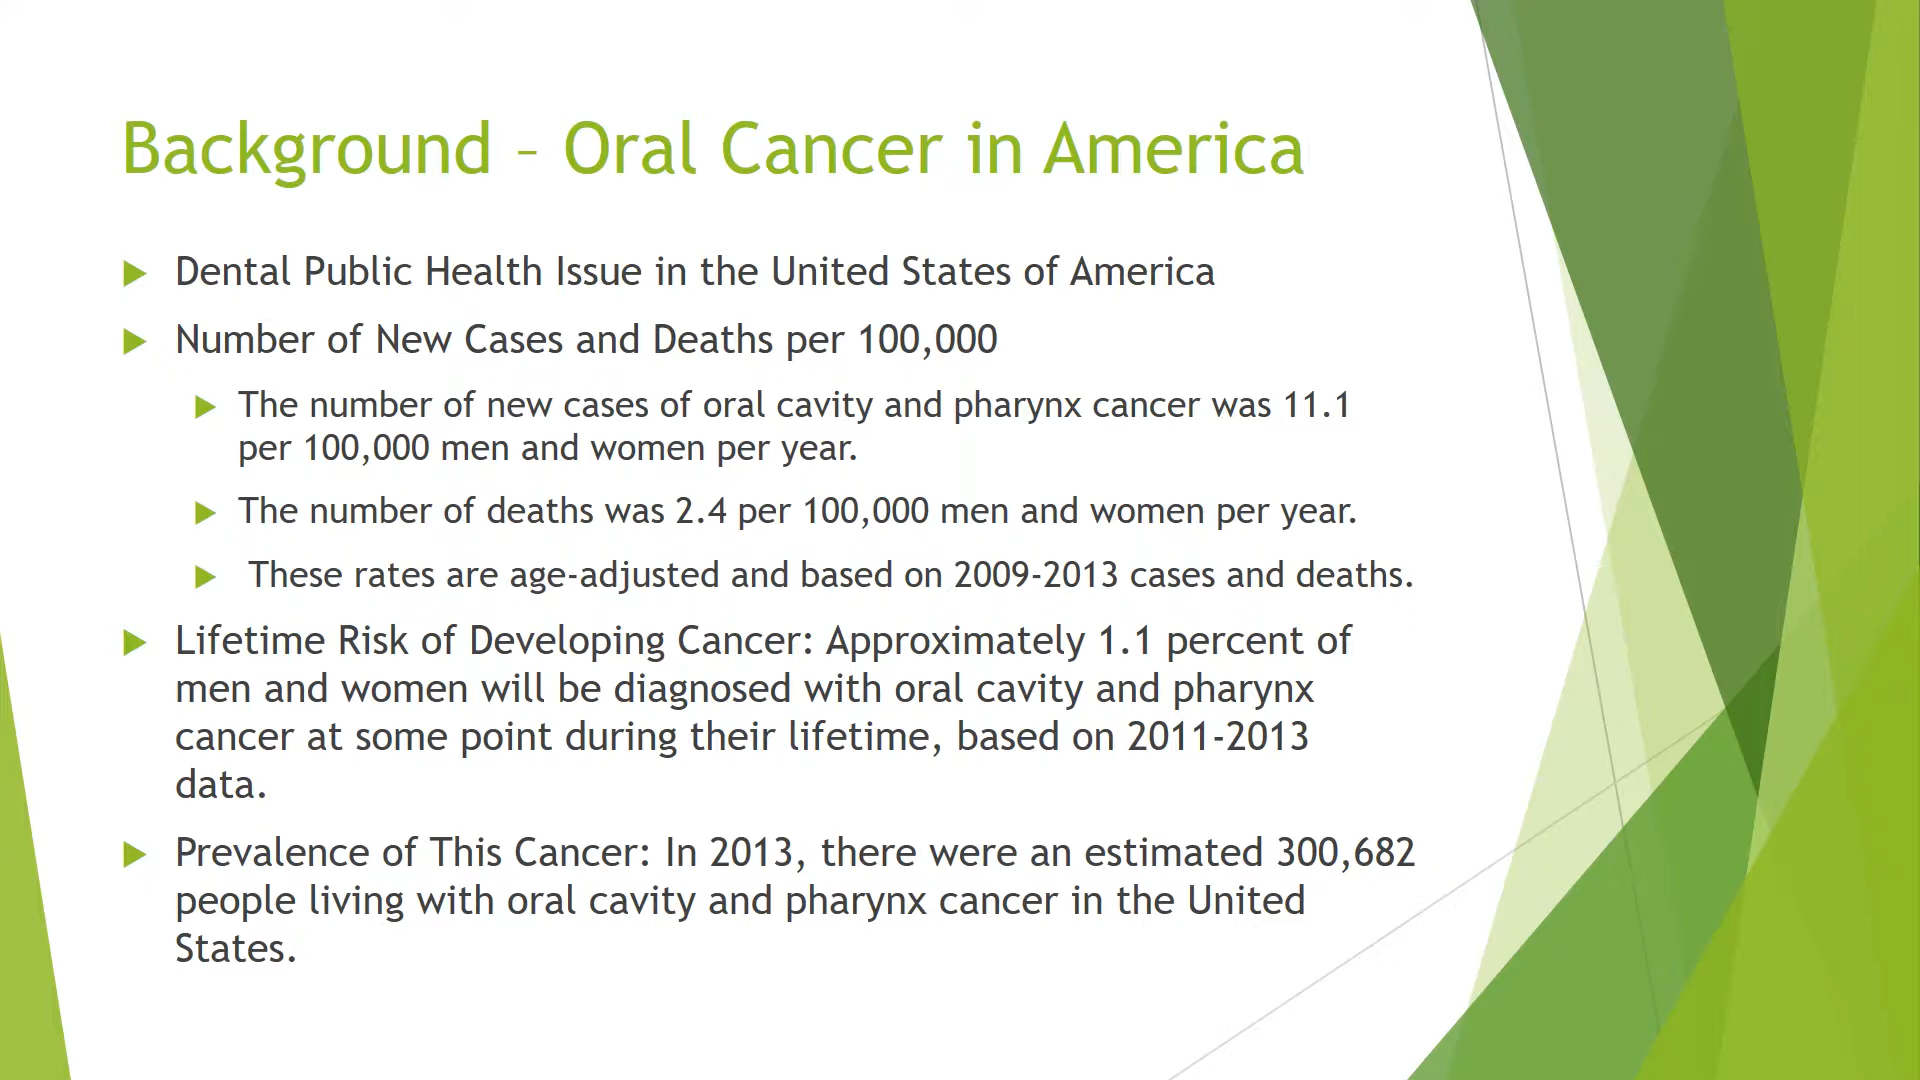 Background – Oral Cancer in America
Dental Public Health Issue in the United States of America
Number of New Cases and Deaths per 100,000
The number of new cases of oral cavity and pharynx cancer was 11.1
per 100,000 men and women per year.
The number of deaths was 2.4 per 100,000 men and women per year.
These rates are age-adjusted and based on 2009-2013 cases and deaths.
Lifetime Risk of Developing Cancer: Approximately 1.1 percent of
men and women will be diagnosed with oral cavity and pharynx
cancer at some point during their lifetime, based on 2011-2013
data.
Prevalence of This Cancer: In 2013, there were an estimated 300,682
people living with oral cavity and pharynx cancer in the United
States.